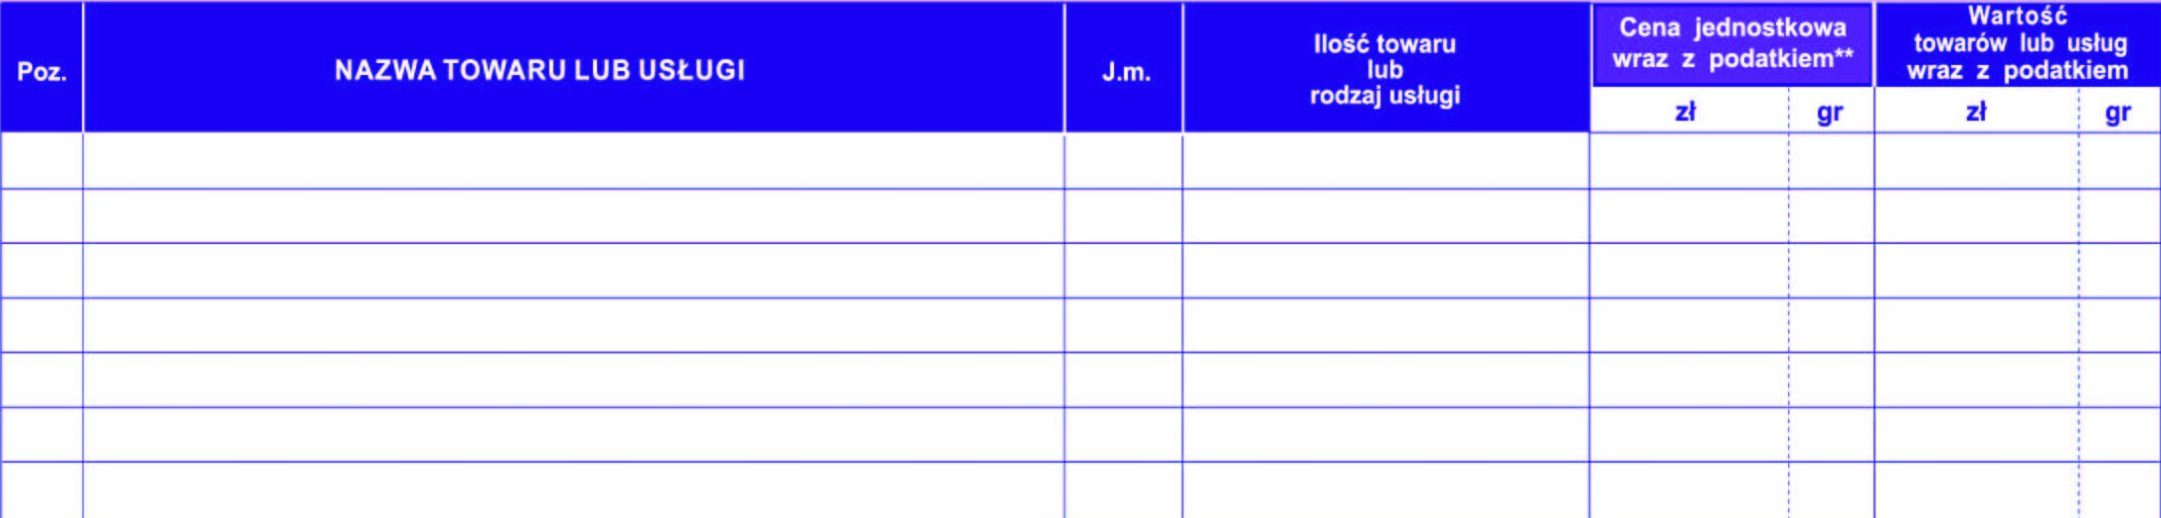 Poz.
NAZWA TOWARU LUB USŁUGI
J.m.
Ilość towaru
lub
rodzaj usługi
Cena jednostkowa
wraz z podatkiem**
zł gr
Wartość
towarów lub usług
wraz z podatkiem
zł gr